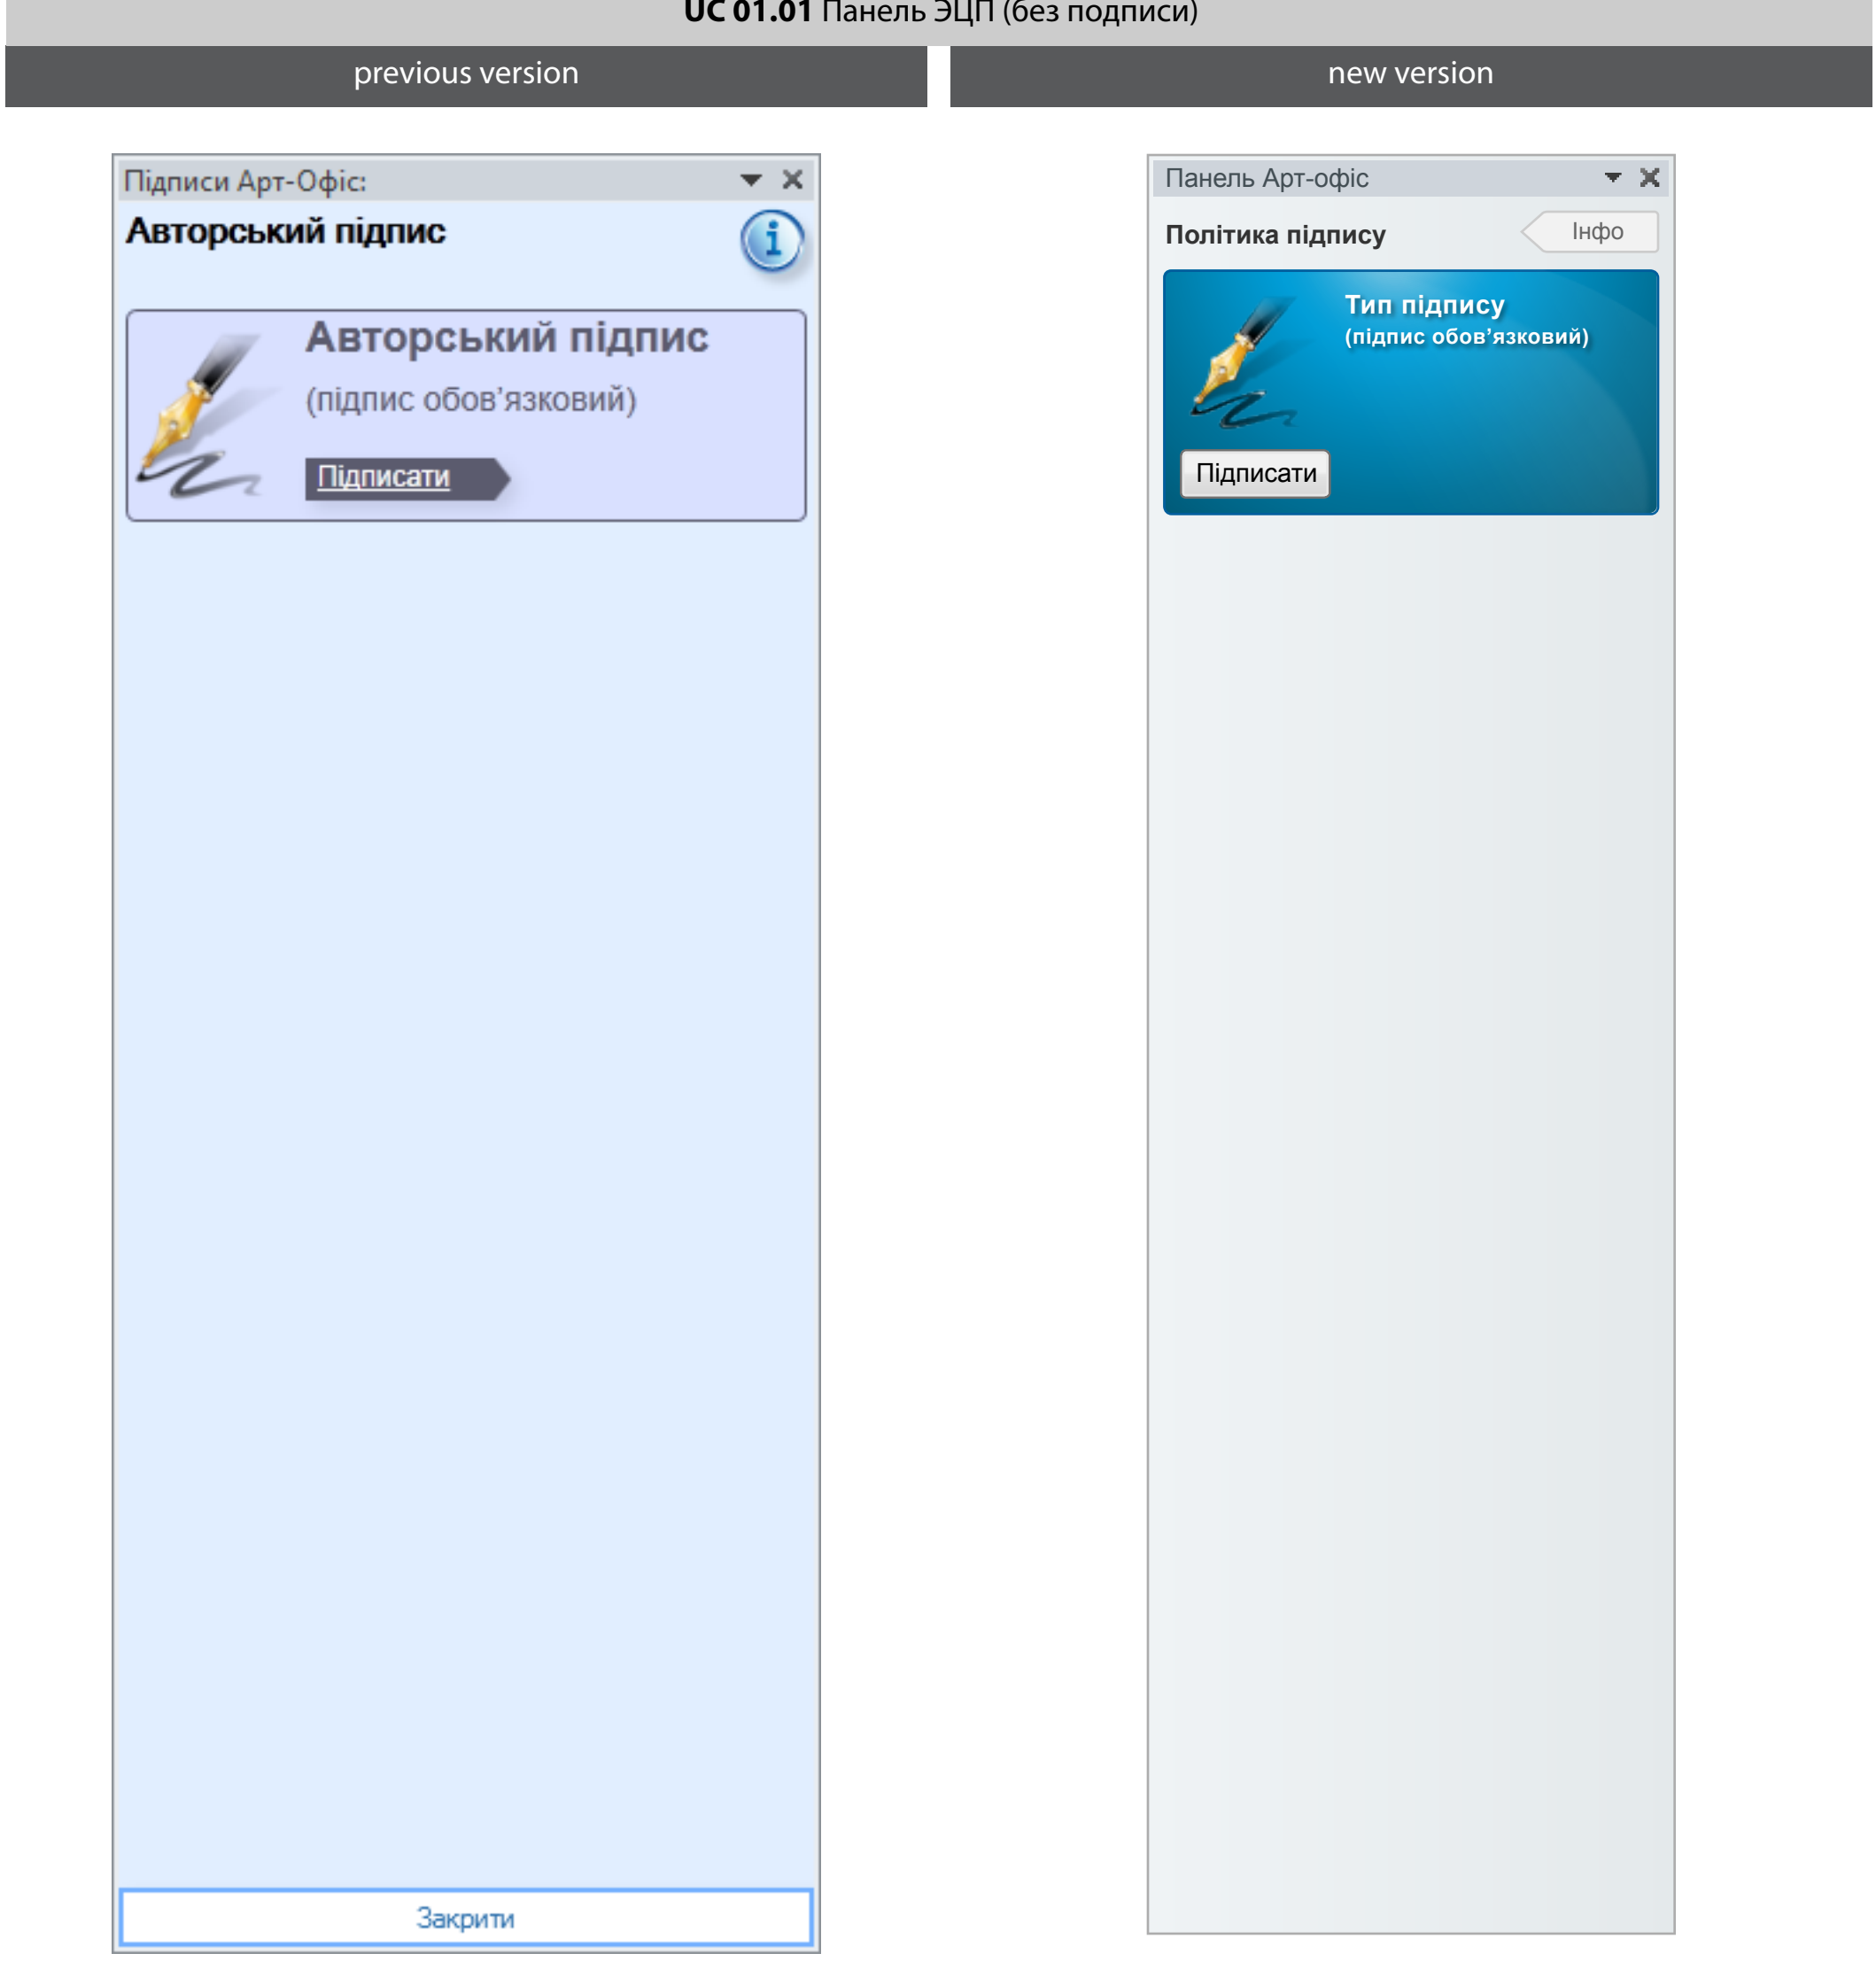 UC 01.01 Панель ЭЦП (без подписи)
previous version
new version
Підписи Арт-Офіс:
Авторський підпис
Авторський підпис
(підпис обов’язковий)
Підписати
Закрити
Панель Арт-офіс
Політика підпису
Інфо
Тип підпису
(підпис обов’язковий)
Підписати